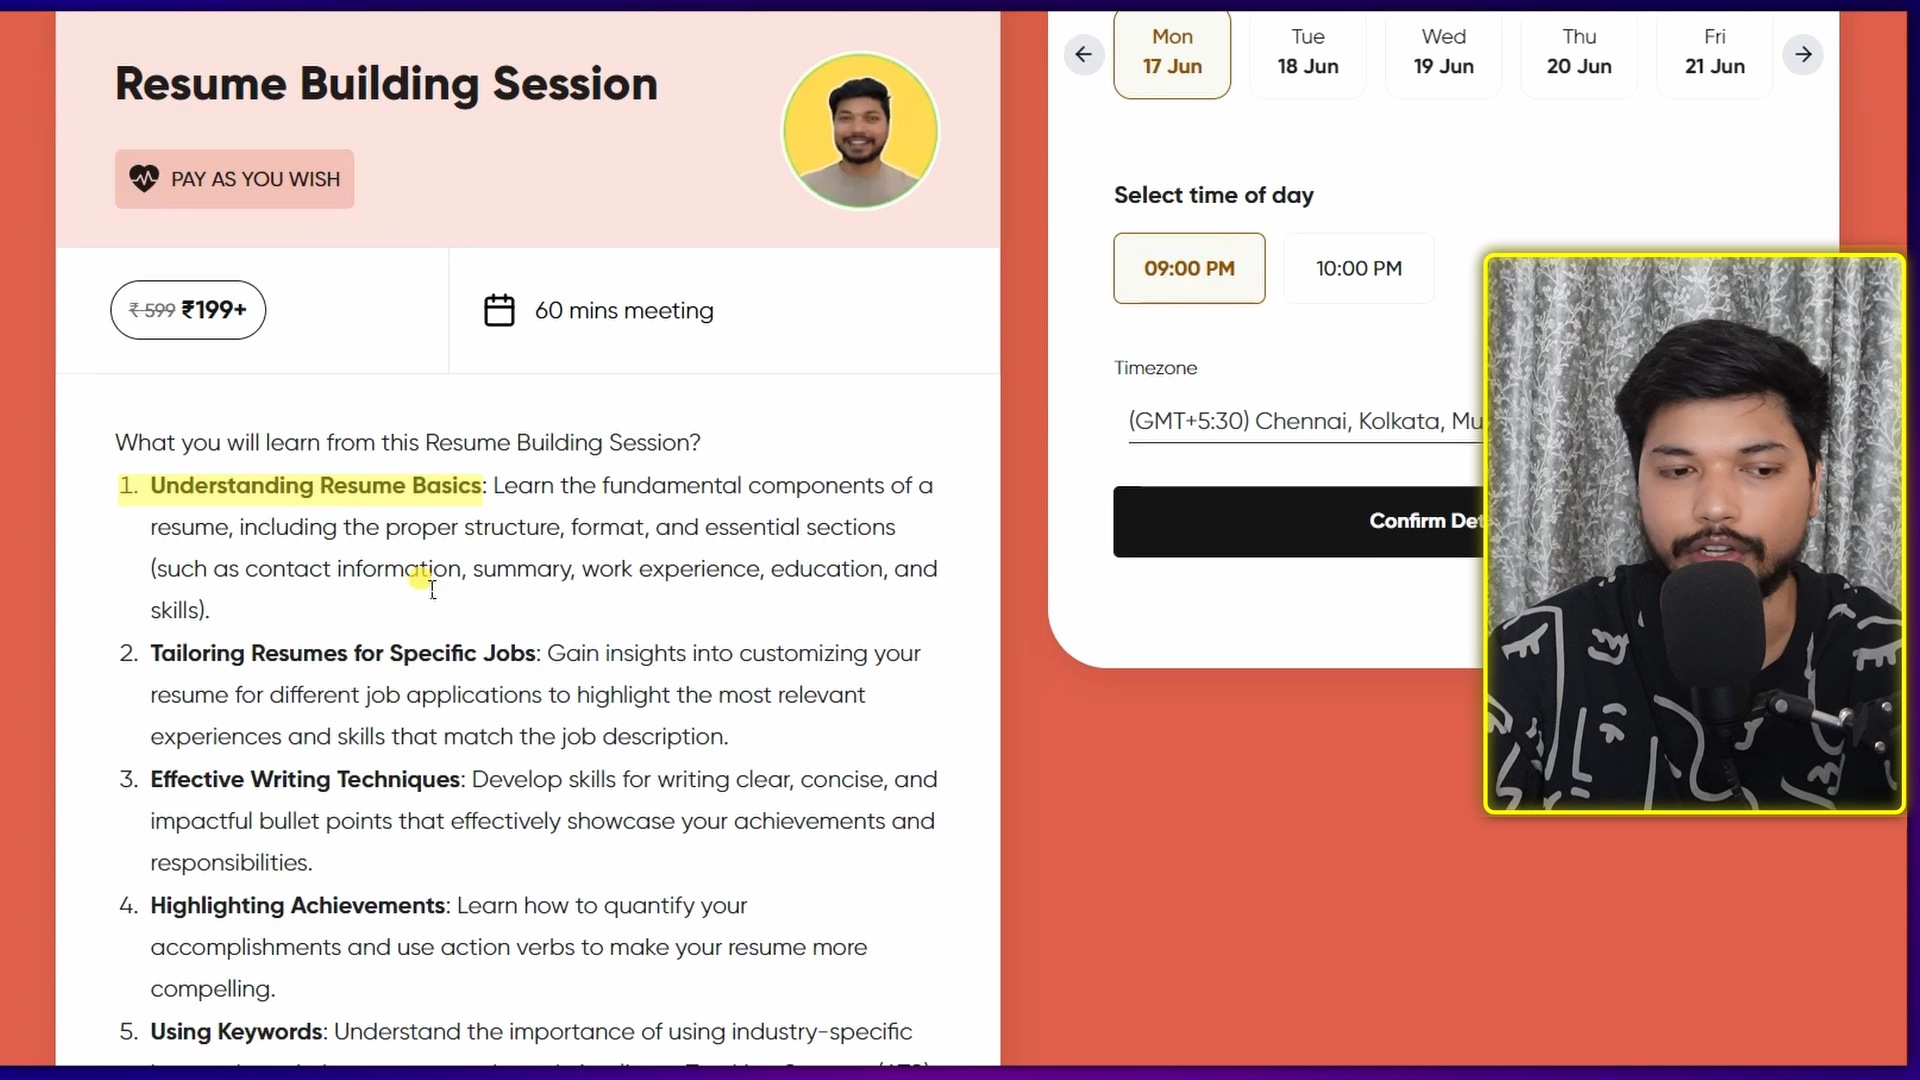 Resume Building Session
PAY AS YOU WISH
₹ 599 ₹199+
60 mins meeting
What you will learn from this Resume Building Session?
1. Understanding Resume Basics: Learn the fundamental components of a
resume, including the proper structure, format, and essential sections
(such as contact information, summary, work experience, education, and
skills).
2. Tailoring Resumes for Specific Jobs: Gain insights into customizing your
resume for different job applications to highlight the most relevant
experiences and skills that match the job description.
3. Effective Writing Techniques: Develop skills for writing clear, concise, and
impactful bullet points that effectively showcase your achievements and
responsibilities.
4. Highlighting Achievements: Learn how to quantify your
accomplishments and use action verbs to make your resume more
compelling.
5. Using Keywords: Understand the importance of using industry-specific
Mon
17 Jun
Tue
18 Jun
Wed
19 Jun
Thu
20 Jun
Fri
21 Jun
Select time of day
09:00 PM
10:00 PM
Timezone
(GMT+5:30) Chennai, Kolkata, Mu
Confirm Det